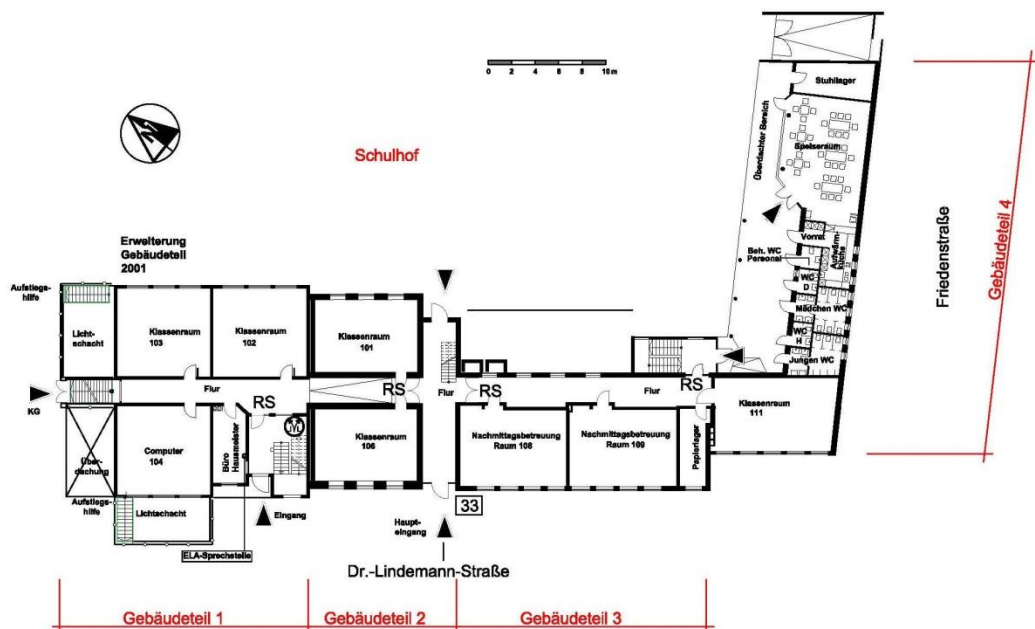 0 2 4 6 8 10 m
N
Schulhof
Stuhllager
Überdachter Bereich
Speiseraum
Vorrat
Aufwärm-
küche
Beh. WC
Personal
WC
D
Mädchen WC
WC
H
Jungen WC
Friedenstraße
Gebäudeteil 4
Erweiterung
Gebäudeteil
2001
Aufstiegs-
hilfe
Licht-
schacht
Klassenraum
103
Klassenraum
102
Klassenraum
101
KG
Flur
RS
RS
Flur
RS
Flur
RS
Klassenraum
111
Über-
dachung
Computer
104
Büro
Hausmeister
Klassenraum
106
Nachmittagsbetreuung
Raum 108
Nachmittagsbetreuung
Raum 109
Papierlager
Aufstiegs-
hilfe
Lichtschacht
Eingang
Haupt-
eingang
33
ELA-Sprechstelle
Dr.-Lindemann-Straße
Gebäudeteil 1
Gebäudeteil 2
Gebäudeteil 3